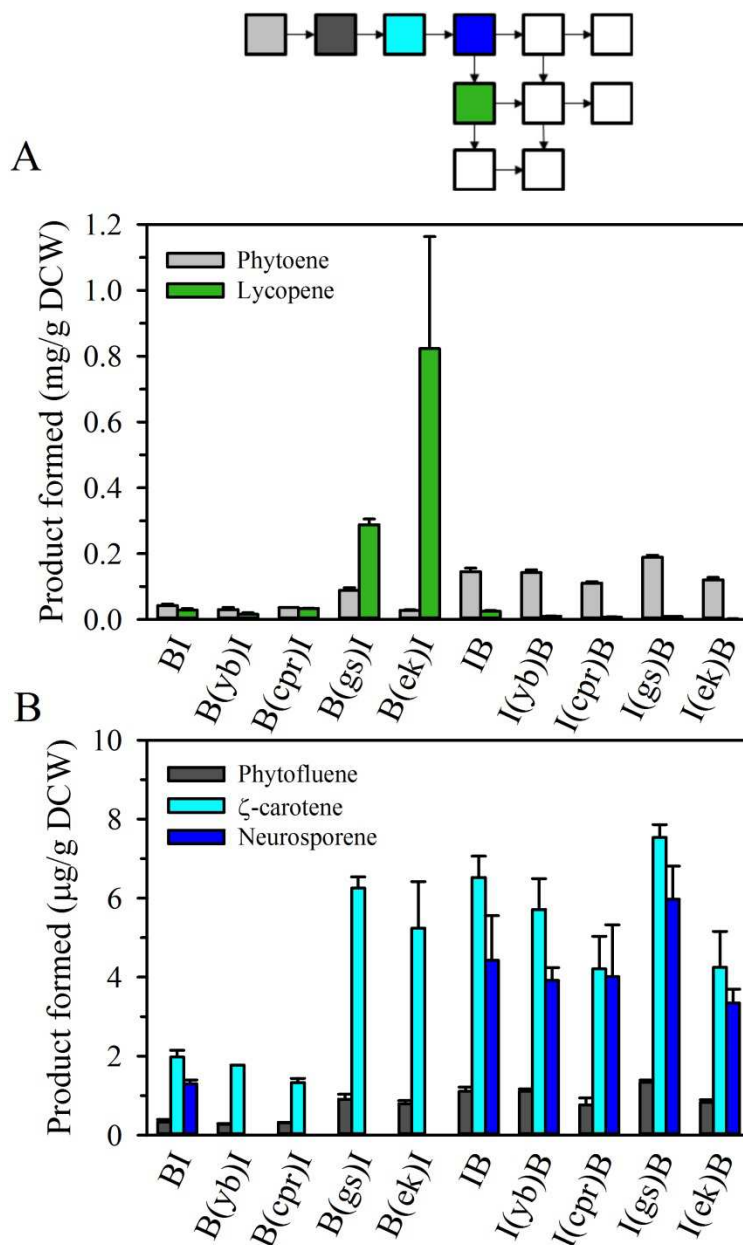 A
Product formed (mg/g DCW)
1.2
1.0
0.8
0.6
0.4
0.2
0.0
Phytoene
Lycopene
BI
B(yb)I
B(cpr)I
B(gs)I
B(ek)I
IB
I(yb)B
I(cpr)B
I(gs)B
I(ek)B
B
Product formed (µg/g DCW)
10
8
6
4
2
0
Phytofluene
ζ-carotene
Neurosporene
BI
B(yb)I
B(cpr)I
B(gs)I
B(ek)I
IB
I(yb)B
I(cpr)B
I(gs)B
I(ek)B